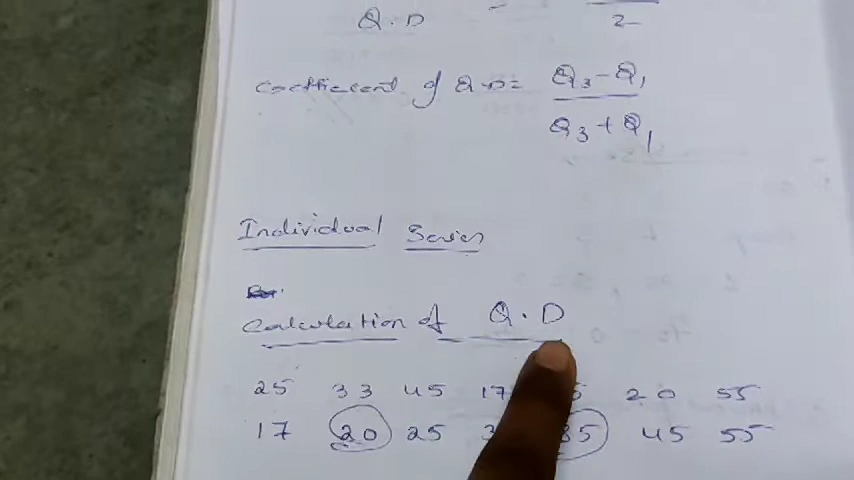 Q.D = 2
Coefficient of Q.D = Q3 - Q1
Q3 + Q1
Individual Series
Calculation of Q.D
25 33 45 17 20 55
17 20 25 35 45 55